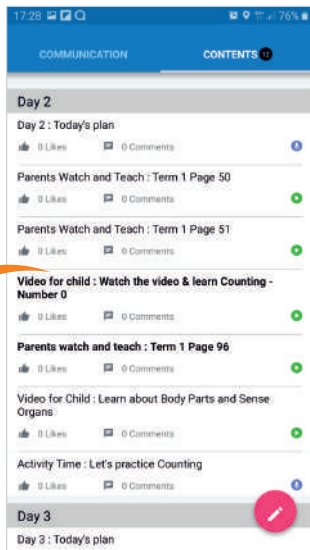 17:28 76%
COMMUNICATION CONTENTS 12
Day 2
Day 2 : Today's plan
0 Likes 0 Comments
Parents Watch and Teach : Term 1 Page 50
0 Likes 0 Comments
Parents Watch and Teach : Term 1 Page 51
0 Likes 0 Comments
Video for child : Watch the video & learn Counting -
Number 0
0 Likes 0 Comments
Parents watch and teach : Term 1 Page 96
0 Likes 0 Comments
Video for Child : Learn about Body Parts and Sense
Organs
0 Likes 0 Comments
Activity Time : Let's practice Counting
0 Likes 0 Comments
Day 3
Day 3 : Today's plan